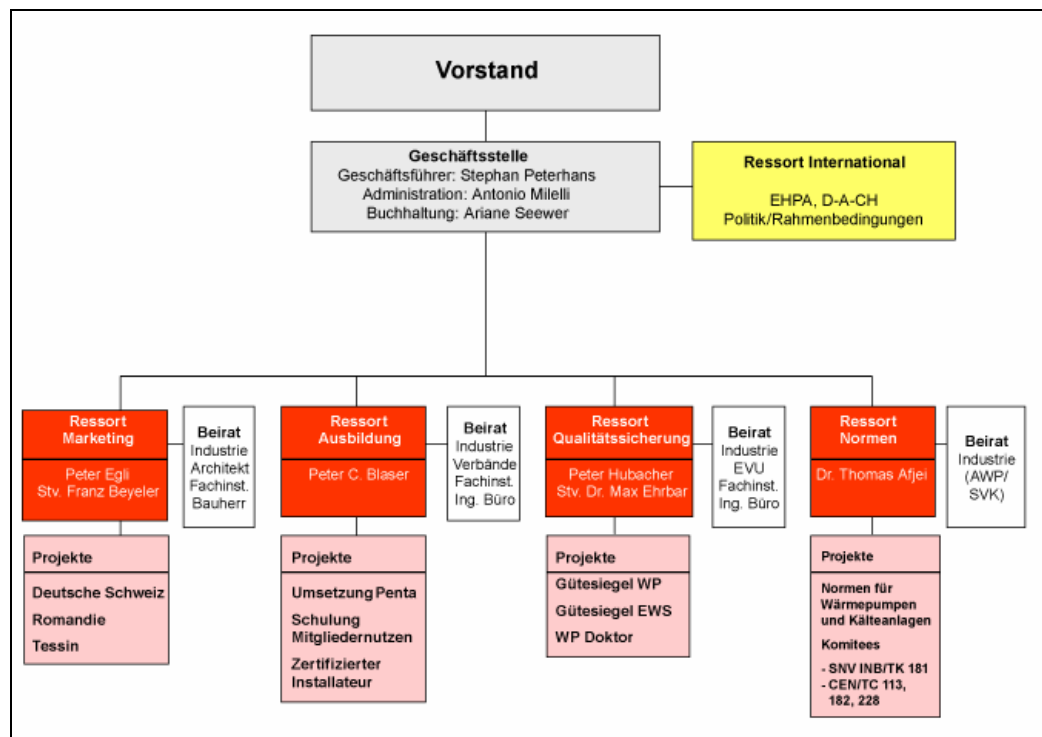 Vorstand
Geschäftsstelle
Geschäftsführer: Stephan Peterhans
Administration: Antonio Milelli
Buchhaltung: Ariane Seewer
Ressort International
EHPA, D-A-CH
Politik/Rahmenbedingungen
Ressort
Marketing
Peter Egli
Stv. Franz Beyeler
Beirat
Industrie
Architekt
Fachinst.
Bauherr
Projekte
Deutsche Schweiz
Romandie
Tessin
Ressort
Ausbildung
Peter C. Blaser
Beirat
Industrie
Verbände
Fachinst.
Ing. Büro
Projekte
Umsetzung Penta
Schulung
Mitgliedernutzen
Zertifizierter
Installateur
Ressort
Qualitätssicherung
Peter Hubacher
Stv. Dr. Max Ehrbar
Beirat
Industrie
EVU
Fachinst.
Ing. Büro
Projekte
Gütesiegel WP
Gütesiegel EWS
WP Doktor
Ressort
Normen
Dr. Thomas Afjei
Beirat
Industrie
(AWP/
SVK)
Projekte
Normen für
Wärmepumpen
und Kälteanlagen
Komitees
- SNV INB/TK 181
- CEN/TC 113,
182, 228